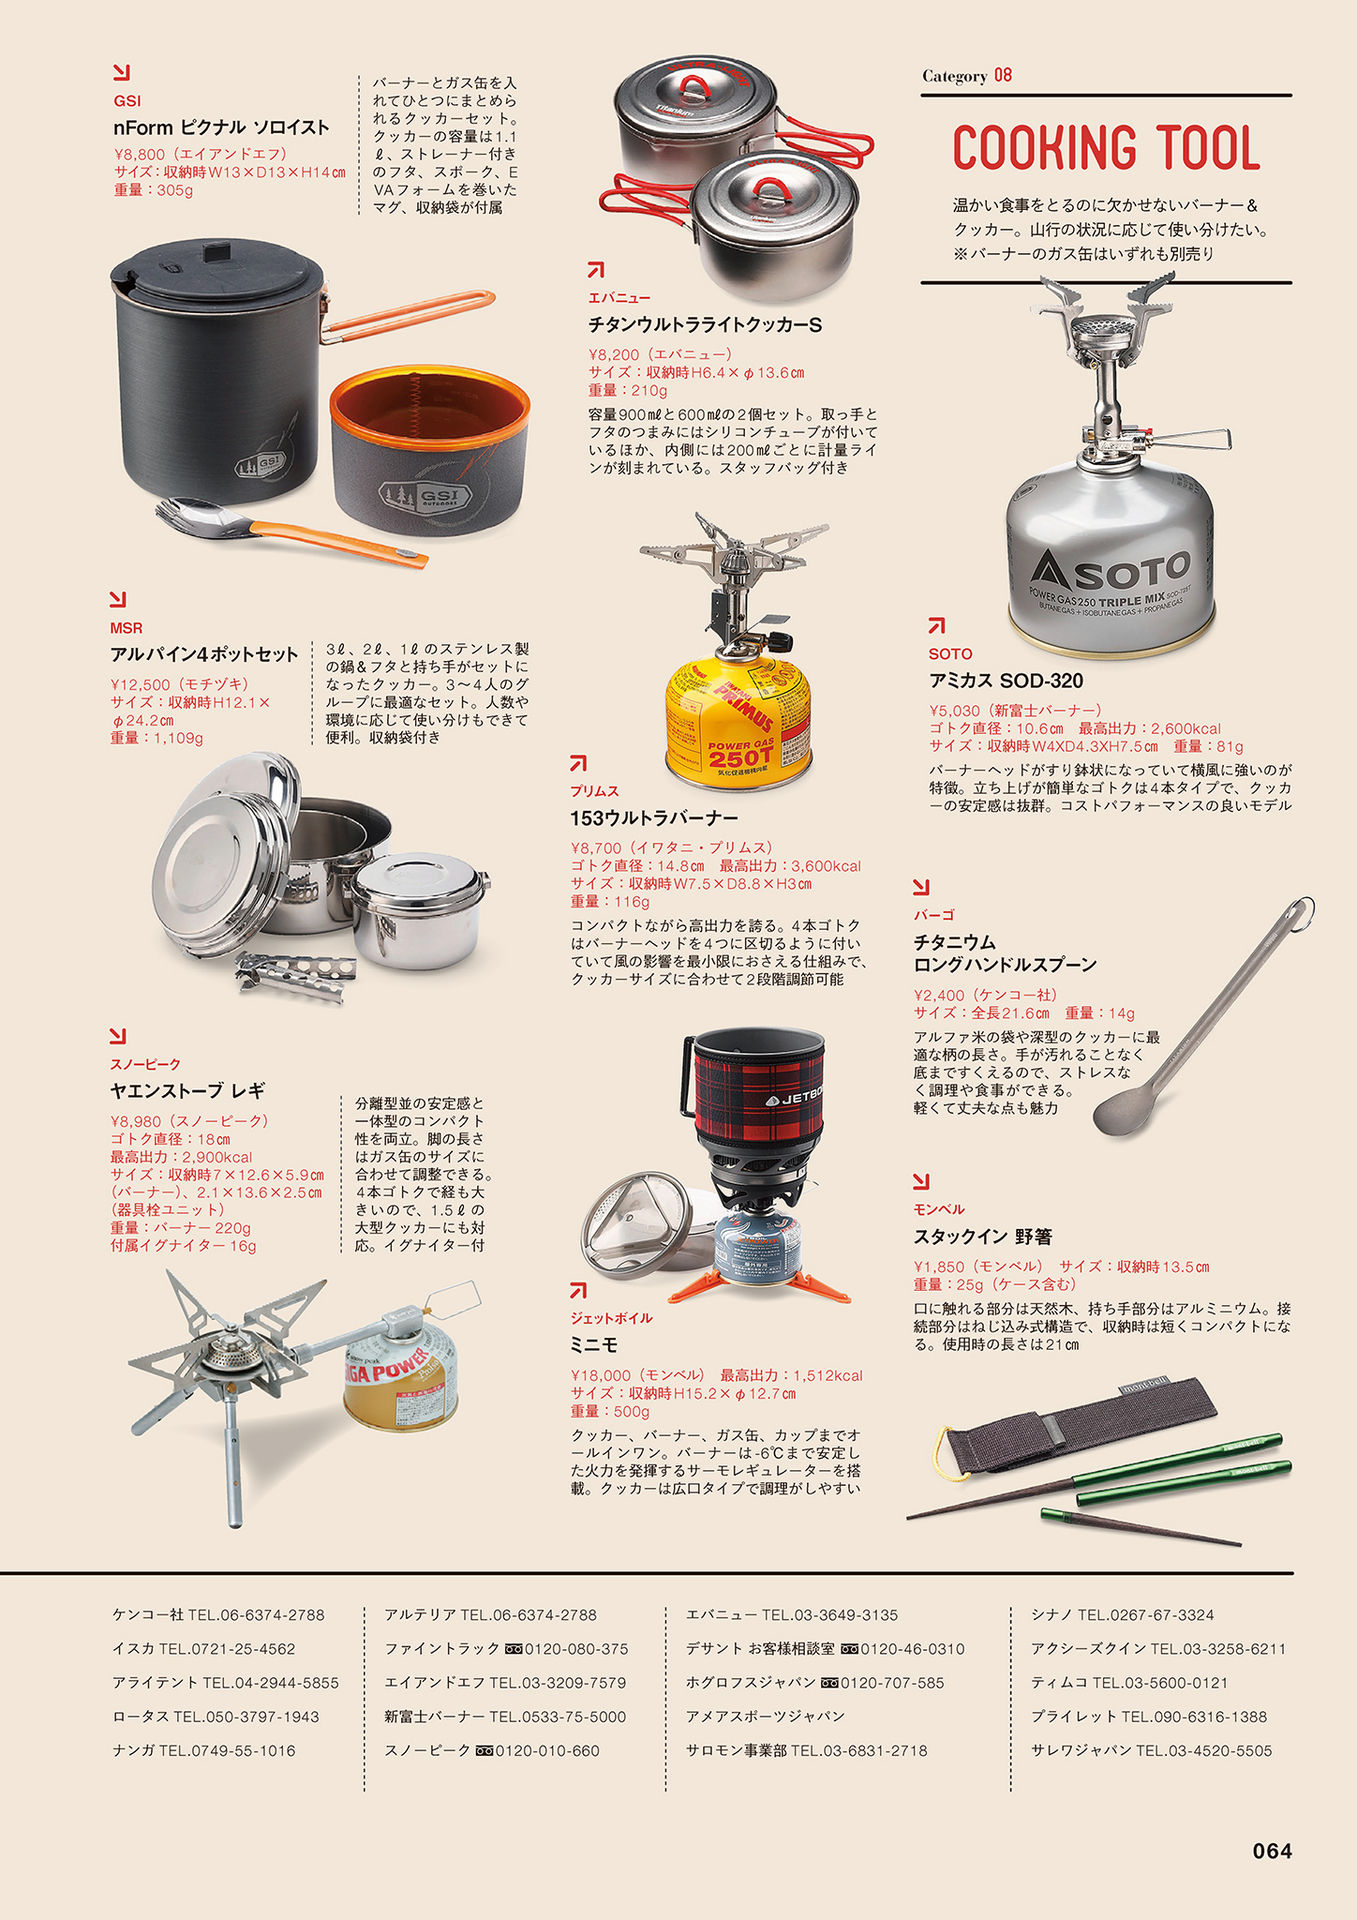 Category 08
COOKING TOOL
温かい食事をとるのに欠かせないバーナー&
クッカー。山行の状況に応じて使い分けたい。
※バーナーのガス缶はいずれも別売り
GSI
nForm ピクナル ソロイスト
¥8,800（エイアンドエフ）
サイズ：収納時W13×D13×H14㎝
重量：305g
バーナーとガス缶を入
れてひとつにまとめら
れるクッカーセット。
クッカーの容量は1.1
ℓ、ストレーナー付き
のフタ、スポーク、E
VAフォームを巻いた
マグ、収納袋が付属
GSI
GSI
OUTDOORS
MSR
アルパイン4ポットセット
¥12,500（モチヅキ）
サイズ：収納時H12.1×
φ24.2㎝
重量：1,109g
3ℓ、2ℓ、1ℓ のステンレス製
の鍋&フタと持ち手がセットに
なったクッカー。3〜4人のグ
ループに最適なセット。人数や
環境に応じて使い分けもできて
便利。収納袋付き
スノーピーク
ヤエンストーブ レギ
¥8,980（スノーピーク）
ゴトク直径：18㎝
最高出力：2,900kcal
サイズ：収納時7×12.6×5.9㎝
（バーナー）、2.1×13.6×2.5㎝
（器具栓ユニット）
重量：バーナー 220g
付属イグナイター 16g
分離型並の安定感と
一体型のコンパクト
性を両立。脚の長さ
はガス缶のサイズに
合わせて調整できる。
4本ゴトクで経も大
きいので、1.5ℓの
大型クッカーにも対
応。イグナイター付
snow peak
GIGA POWER
ULTRA LIGHT
Titanium
エバニュー
チタンウルトラライトクッカーS
¥8,200（エバニュー）
サイズ：収納時H6.4×φ13.6㎝
重量：210g
容量900㎖と600㎖の2個セット。取っ手と
フタのつまみにはシリコンチューブが付いて
いるほか、内側には200㎖ごとに計量ライ
ンが刻まれている。スタッフバッグ付き
IWATANI
PRIMUS
POWER GAS
250T
気化促進機構内蔵
プリムス
153ウルトラバーナー
¥8,700（イワタニ・プリムス）
ゴトク直径：14.8㎝　最高出力：3,600kcal
サイズ：収納時W7.5×D8.8×H3㎝
重量：116g
コンパクトながら高出力を誇る。4本ゴトク
はバーナーヘッドを4つに区切るように付い
ていて風の影響を最小限におさえる仕組みで、
クッカーサイズに合わせて2段階調節可能
JETBO
ジェットボイル
ミニモ
¥18,000（モンベル）　最高出力：1,512kcal
サイズ：収納時H15.2×φ12.7㎝
重量：500g
クッカー、バーナー、ガス缶、カップまでオ
ールインワン。バーナーは-6℃まで安定し
た火力を発揮するサーモレギュレーターを搭
載。クッカーは広口タイプで調理がしやすい
SOTO
POWER GAS250 TRIPLE MIX SOD-725T
BUTANEGAS + ISOBUTANEGAS + PROPANEGAS
SOTO
アミカス SOD-320
¥5,030（新富士バーナー）
ゴトク直径：10.6㎝　最高出力：2,600kcal
サイズ：収納時W4XD4.3XH7.5㎝　重量：81g
バーナーヘッドがすり鉢状になっていて横風に強いのが
特徴。立ち上げが簡単なゴトクは4本タイプで、クッカ
ーの安定感は抜群。コストパフォーマンスの良いモデル
バーゴ
チタニウム
ロングハンドルスプーン
¥2,400（ケンコー社）
サイズ：全長21.6㎝　重量：14g
アルファ米の袋や深型のクッカーに最
適な柄の長さ。手が汚れることなく
底まですくえるので、ストレスな
く調理や食事ができる。
軽くて丈夫な点も魅力
モンベル
スタックイン 野箸
¥1,850（モンベル）　サイズ：収納時13.5㎝
重量：25g（ケース含む）
口に触れる部分は天然木、持ち手部分はアルミニウム。接
続部分はねじ込み式構造で、収納時は短くコンパクトにな
る。使用時の長さは21㎝
mont-bell
ケンコー社 TEL.06-6374-2788
イスカ TEL.0721-25-4562
アライテント TEL.04-2944-5855
ロータス TEL.050-3797-1943
ナンガ TEL.0749-55-1016
アルテリア TEL.06-6374-2788
ファイントラック 0120-080-375
エイアンドエフ TEL.03-3209-7579
新富士バーナー TEL.0533-75-5000
スノーピーク 0120-010-660
エバニュー TEL.03-3649-3135
デサント お客様相談室 0120-46-0310
ホグロフスジャパン 0120-707-585
アメアスポーツジャパン
サロモン事業部 TEL.03-6831-2718
シナノ TEL.0267-67-3324
アクシーズクイン TEL.03-3258-6211
ティムコ TEL.03-5600-0121
プライレット TEL.090-6316-1388
サレワジャパン TEL.03-4520-5505
064